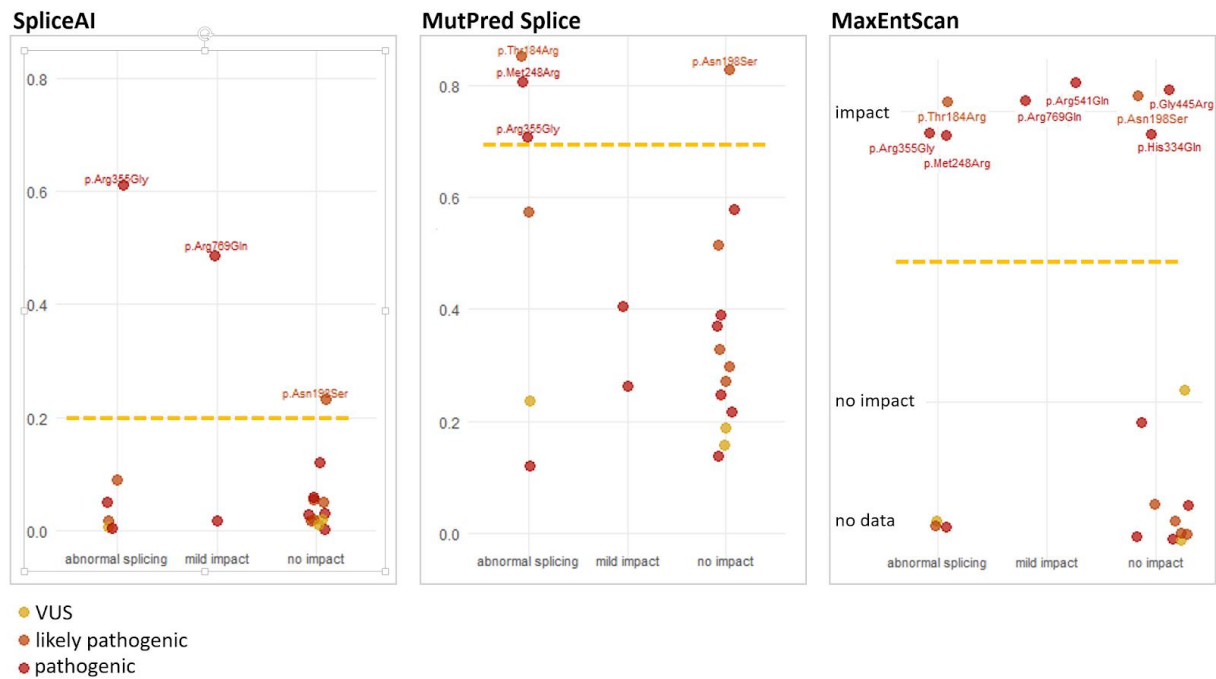 SpliceAI
0.8
0.6
0.4
0.2
0.0
p.Arg355Gly
p.Arg769Gln
p.Asn198Ser
abnormal splicing
mild impact
no impact
MutPred Splice
0.8
0.6
0.4
0.2
0.0
p.Thr184Arg
p.Met248Arg
p.Arg355Gly
p.Asn198Ser
abnormal splicing
mild impact
no impact
MaxEntScan
impact
no impact
no data
p.Thr184Arg
p.Arg355Gly
p.Met248Arg
p.Arg541Gln
p.Arg769Gln
p.Gly445Arg
p.Asn198Ser
p.His334Gln
abnormal splicing
mild impact
no impact
VUS
likely pathogenic
pathogenic